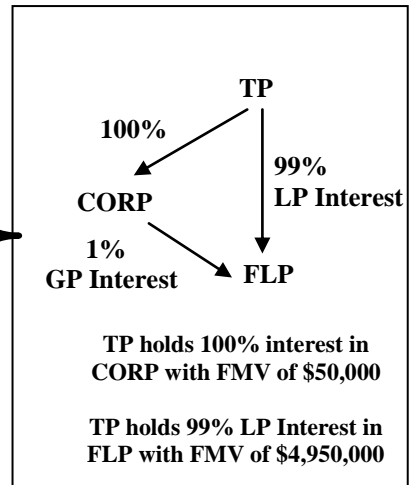 TP
100%
99%
LP Interest
CORP
1%
GP Interest
FLP
TP holds 100% interest in
CORP with FMV of $50,000
TP holds 99% LP Interest in
FLP with FMV of $4,950,000